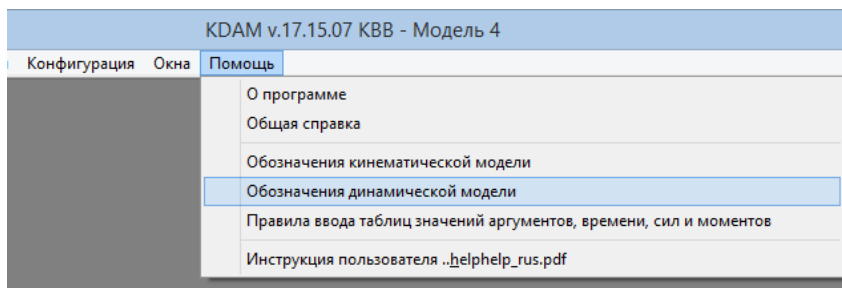 KDAM v.17.15.07 KBB - Модель 4
Конфигурация Окна Помощь
О программе
Общая справка
Обозначения кинематической модели
Обозначения динамической модели
Правила ввода таблиц значений аргументов, времени, сил и моментов
Инструкция пользователя ..helphelp_rus.pdf